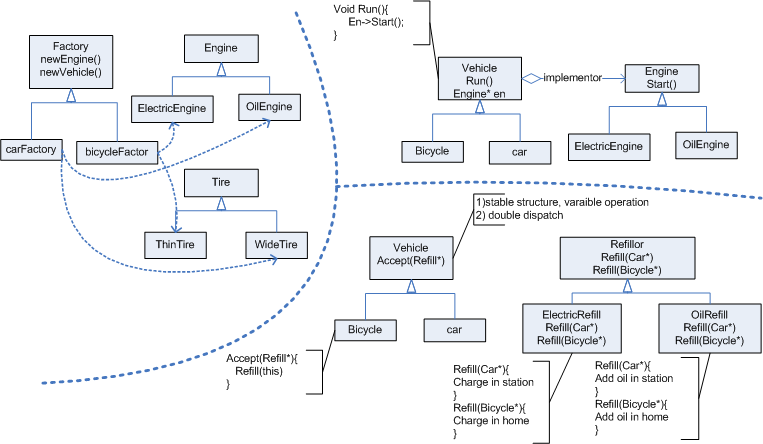 Factory
newEngine()
newVehicle()
carFactory
bicycleFactor
Engine
ElectricEngine
OilEngine
Tire
ThinTire
WideTire
Void Run(){
En->Start();
}
Vehicle
Run()
Engine* en
implementor
Engine
Start()
Bicycle
car
ElectricEngine
OilEngine
1)stable structure, varaible operation
2) double dispatch
Vehicle
Accept(Refill*)
Bicycle
car
Accept(Refill*){
Refill(this)
}
Refillor
Refill(Car*)
Refill(Bicycle*)
ElectricRefill
Refill(Car*)
Refill(Bicycle*)
OilRefill
Refill(Car*)
Refill(Bicycle*)
Refill(Car*){
Charge in station
}
Refill(Bicycle*){
Charge in home
}
Refill(Car*){
Add oil in station
}
Refill(Bicycle*){
Add oil in home
}